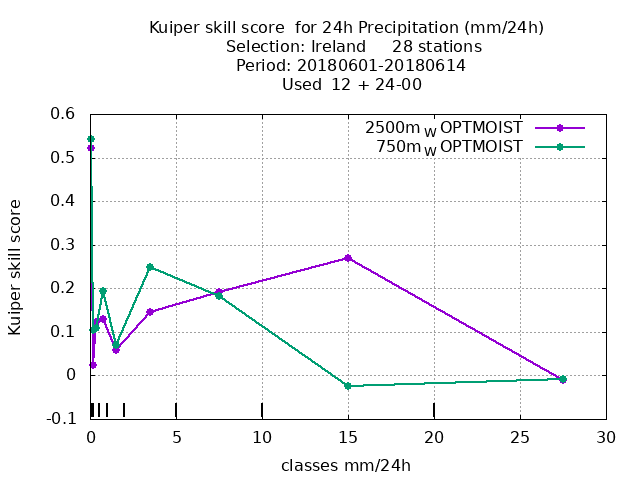 Kuiper skill score for 24h Precipitation (mm/24h)
Selection: Ireland 28 stations
Period: 20180601-20180614
Used 12 + 24-00
2500m W OPTMOIST
750m W OPTMOIST
0.6
0.5
0.4
0.3
0.2
0.1
0
-0.1
Kuiper skill score
0 5 10 15 20 25 30
classes mm/24h